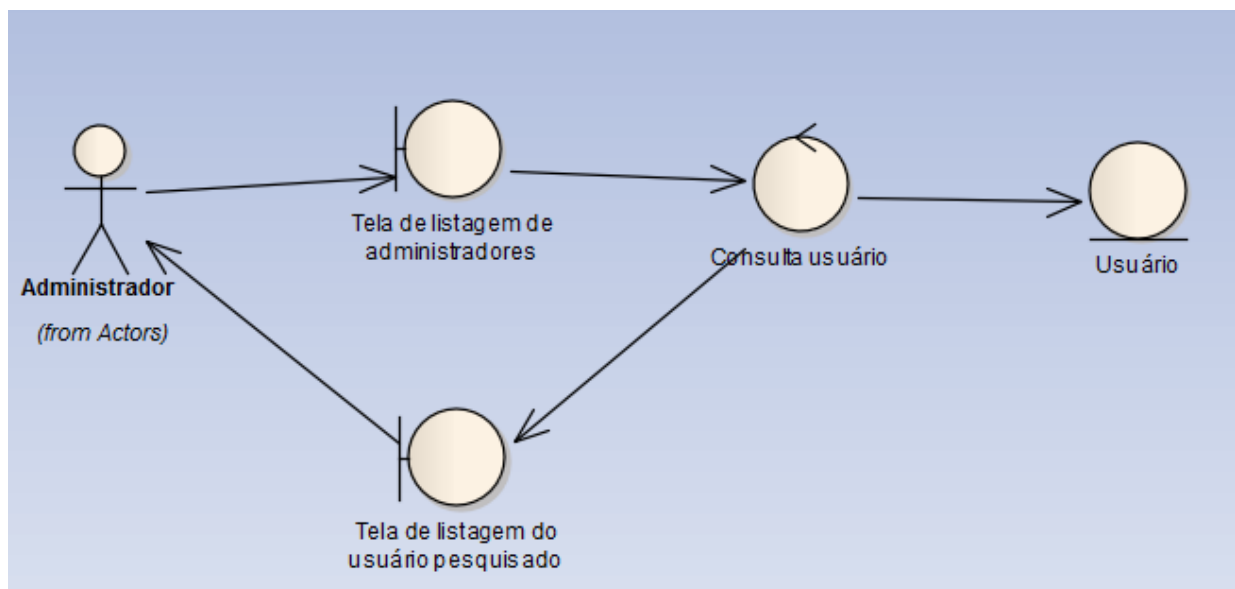 Tela de listagem de
administradores
Consulta usuário
Usuário
Administrador
(from Actors)
Tela de listagem do
usuário pesquisado